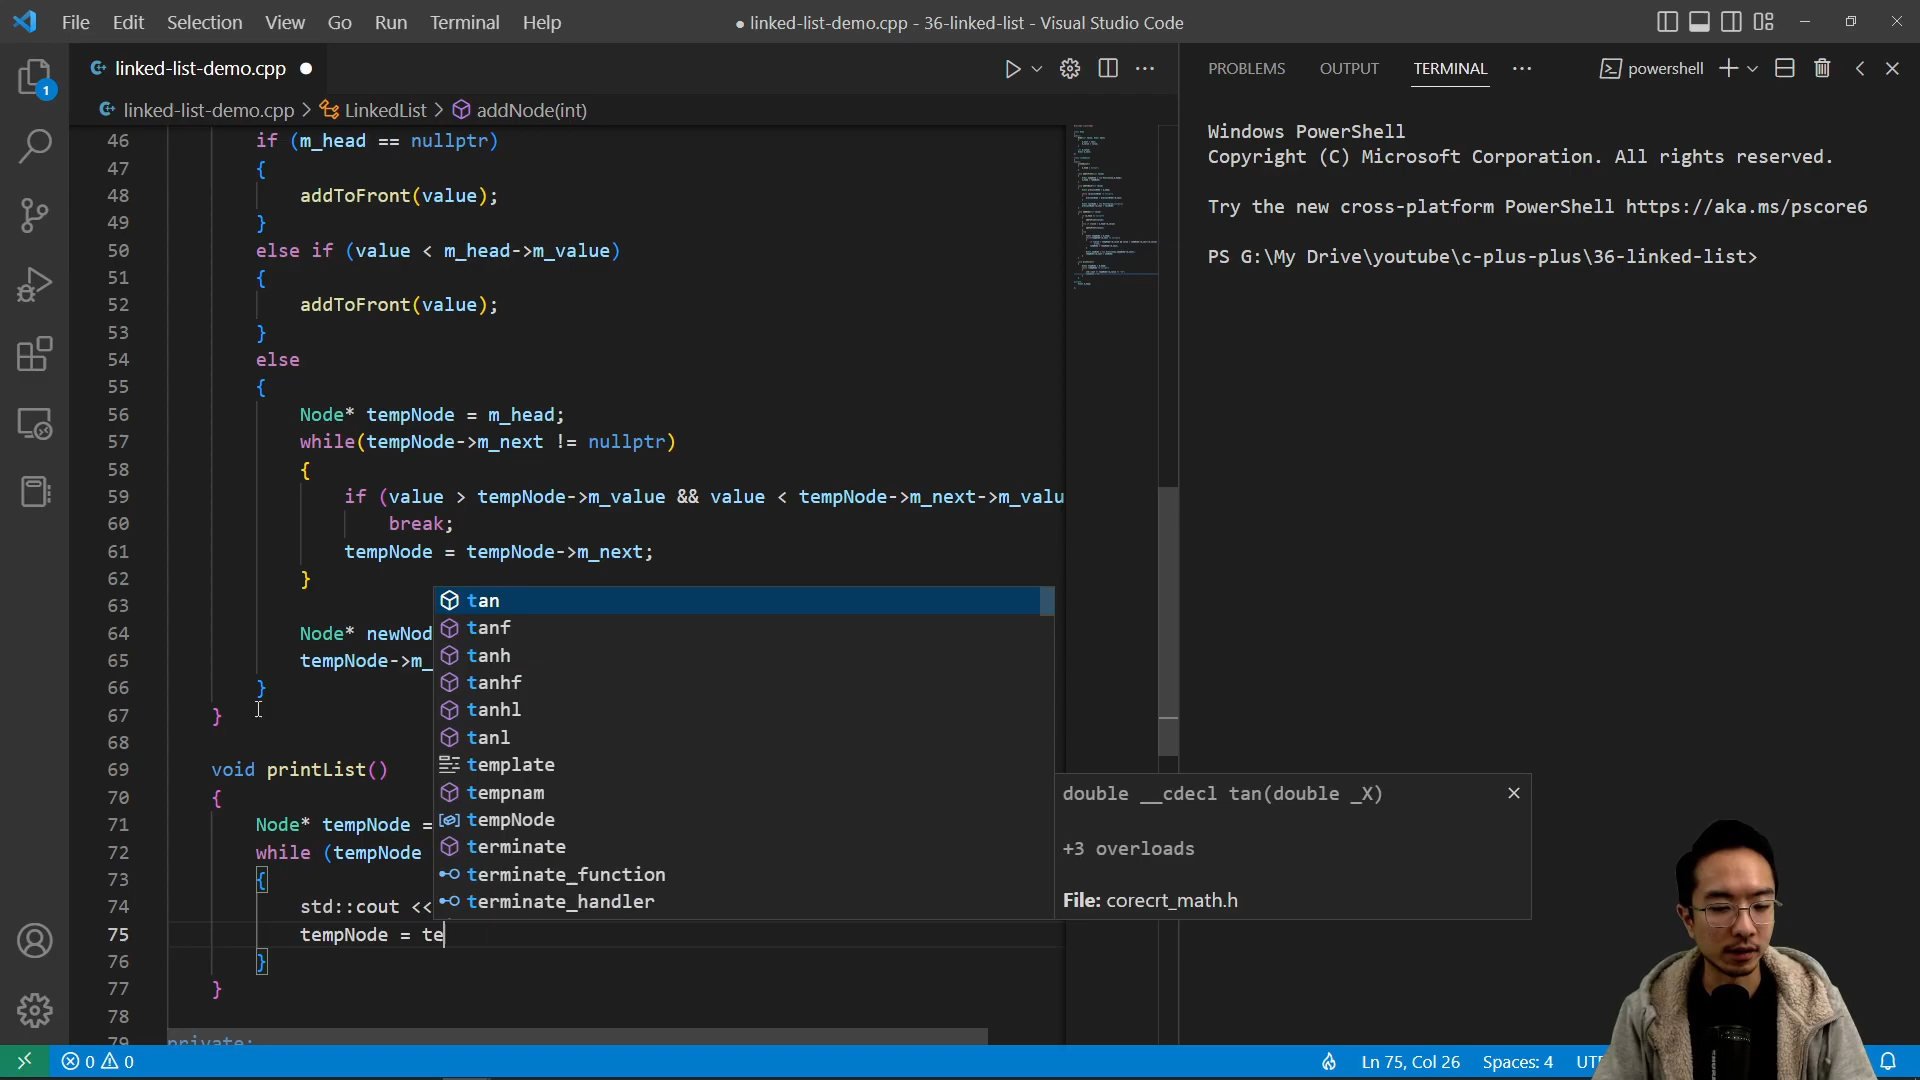 File Edit Selection View Go Run Terminal Help
● linked-list-demo.cpp - 36-linked-list - Visual Studio Code
linked-list-demo.cpp ●
linked-list-demo.cpp > LinkedList > addNode(int)
1
46 if (m_head == nullptr)
47 {
48 addToFront(value);
49 }
50 else if (value < m_head->m_value)
51 {
52 addToFront(value);
53 }
54 else
55 {
56 Node* tempNode = m_head;
57 while(tempNode->m_next != nullptr)
58 {
59 if (value > tempNode->m_value && value < tempNode->m_next->m_valu
60 break;
61 tempNode = tempNode->m_next;
62 }
63
64 Node* newNod
65 tempNode->m_
66 }
67 }
68
69 void printList()
70 {
71 Node* tempNode =
72 while (tempNode
73 {
74 std::cout <<
75 tempNode = te
76 }
77 }
78
79 private:
tan
tanf
tanh
tanhf
tanhl
tanl
template
tempnam
tempNode
terminate
terminate_function
terminate_handler
double __cdecl tan(double _X)
+3 overloads
File: corecrt_math.h
PROBLEMS OUTPUT TERMINAL powershell
Windows PowerShell
Copyright (C) Microsoft Corporation. All rights reserved.
Try the new cross-platform PowerShell https://aka.ms/pscore6
PS G:\My Drive\youtube\c-plus-plus\36-linked-list>
0 0 Ln 75, Col 26 Spaces: 4